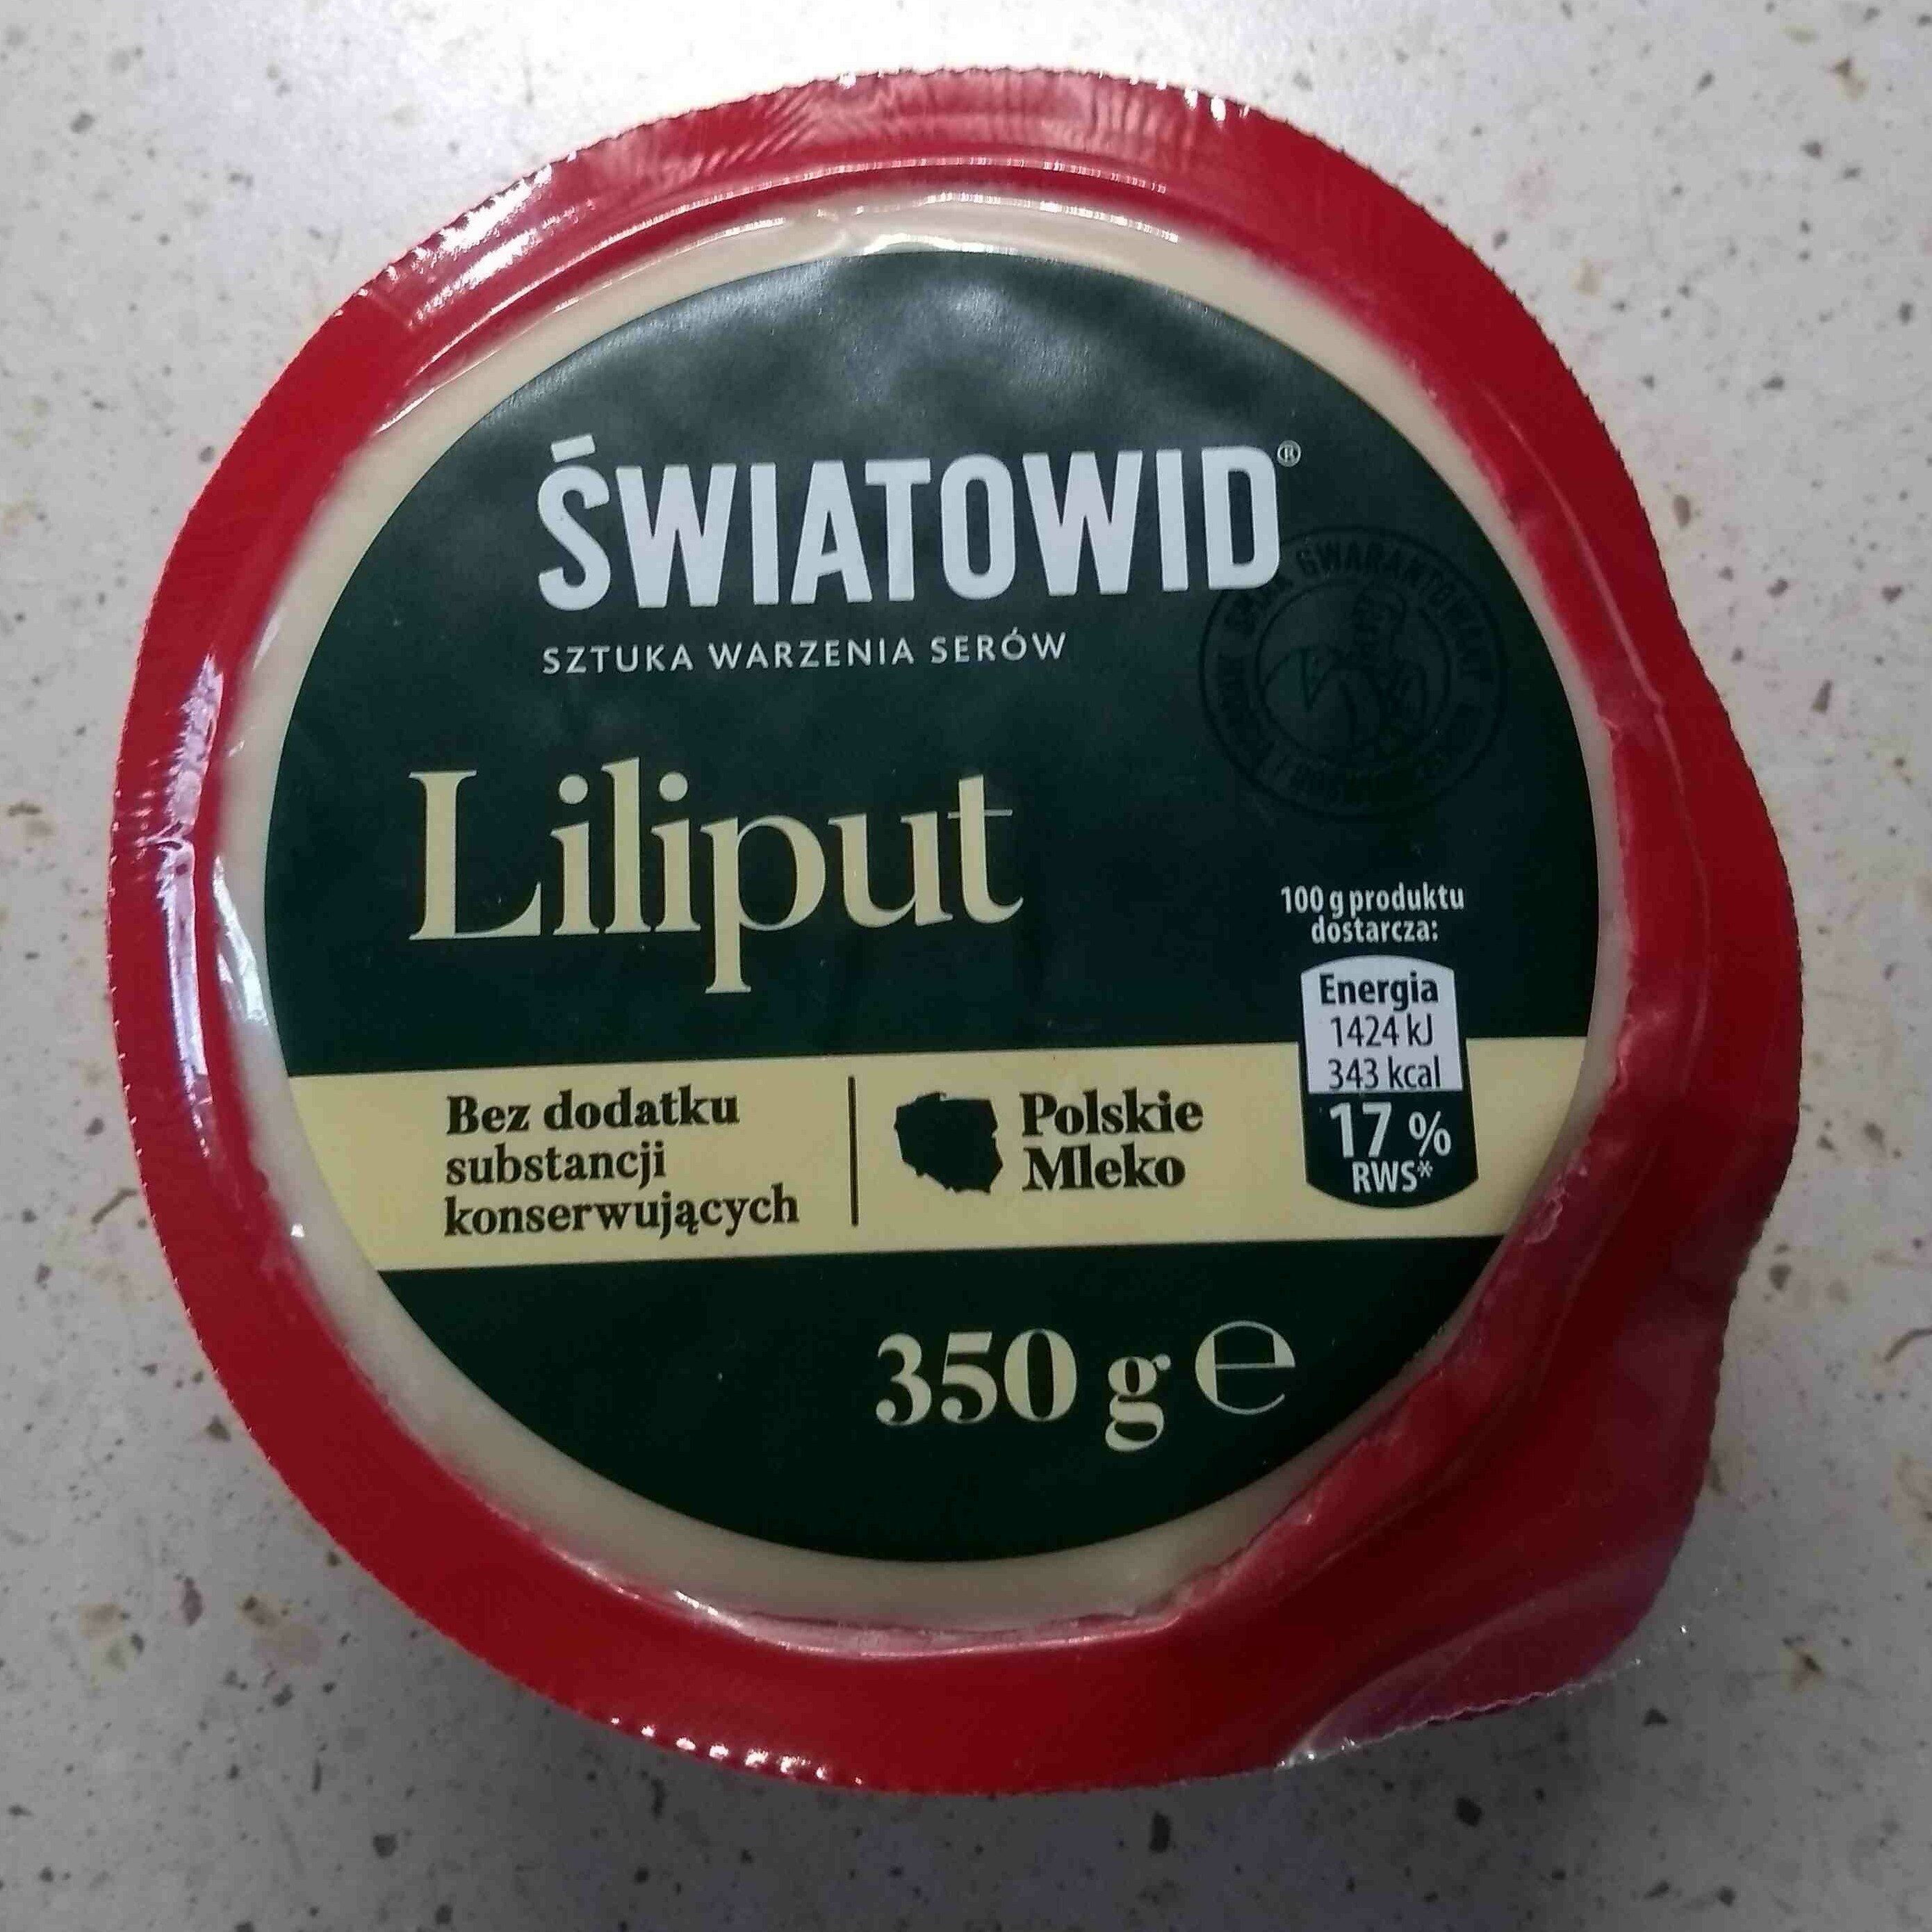 ŚWIATOWID®
SZTUKA WARZENIA SERÓW
GWARANTOWANY
Liliput
100 g produktu
dostarcza:
Energia
1424 kJ
343 kcal
17 %
RWS*
Bez dodatku
substancji
konserwujących
Polskie
Mleko
350 g ℮